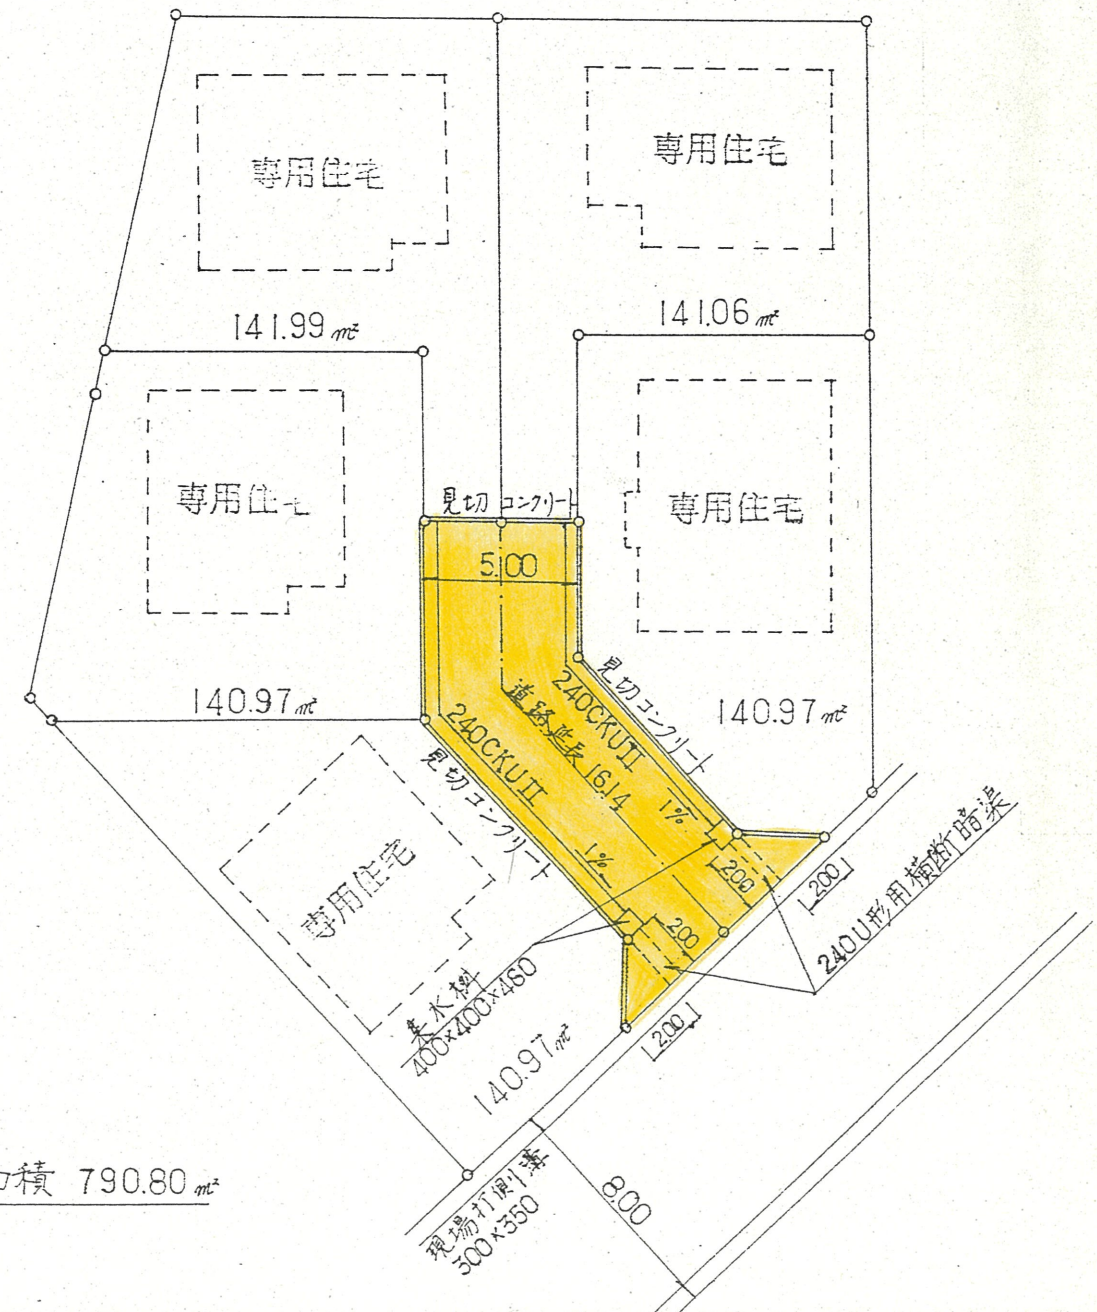 専用住宅
専用住宅
141.99㎡
141.06㎡
専用住宅
専用住宅
見切コンクリート
5.00
140.97㎡
140.97㎡
240CKUⅡ
見切コンクリート
道路延長 16.14
240CKUⅡ
見切コンクリート
1%
1%
専用住宅
200
200
200
200
240U形用横断暗渠
集水桝
400×400×460
140.97㎡
積 790.80㎡
現場打側溝
300×350
8.00